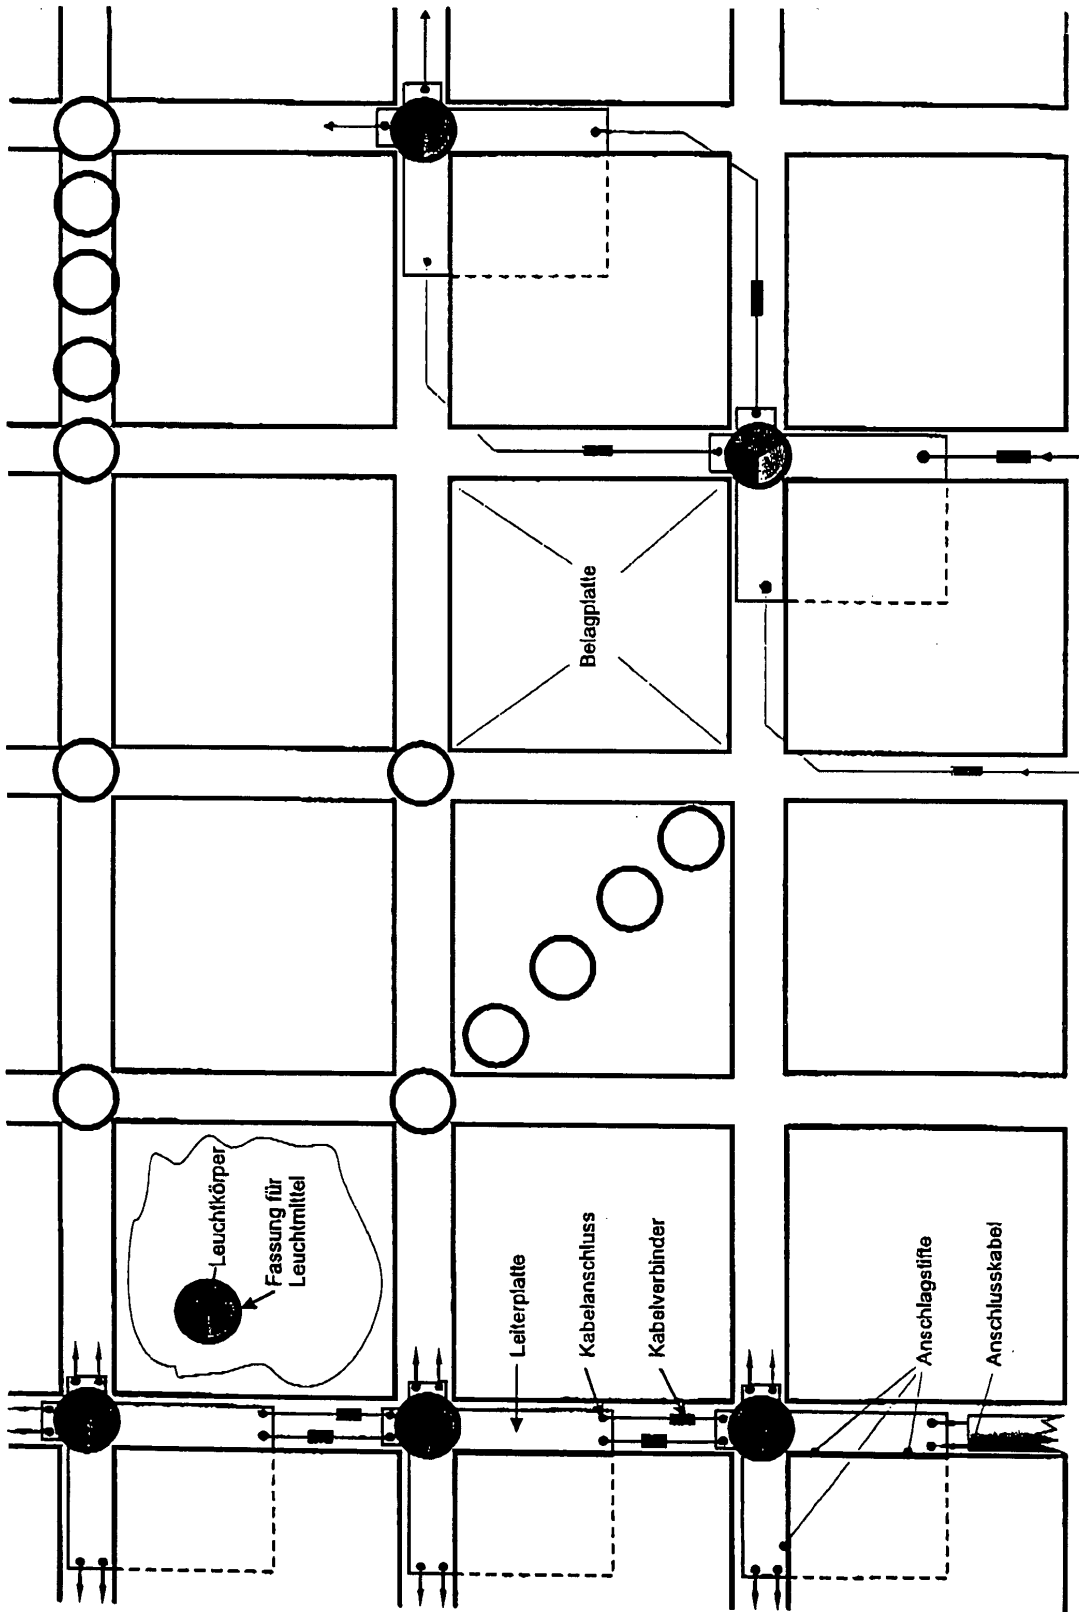 Leuchtkörper
Fassung für
Leuchtmittel
Leiterplatte
Kabelanschluss
Kabelverbinder
Anschlagstifte
Anschlusskabel
Belagplatte